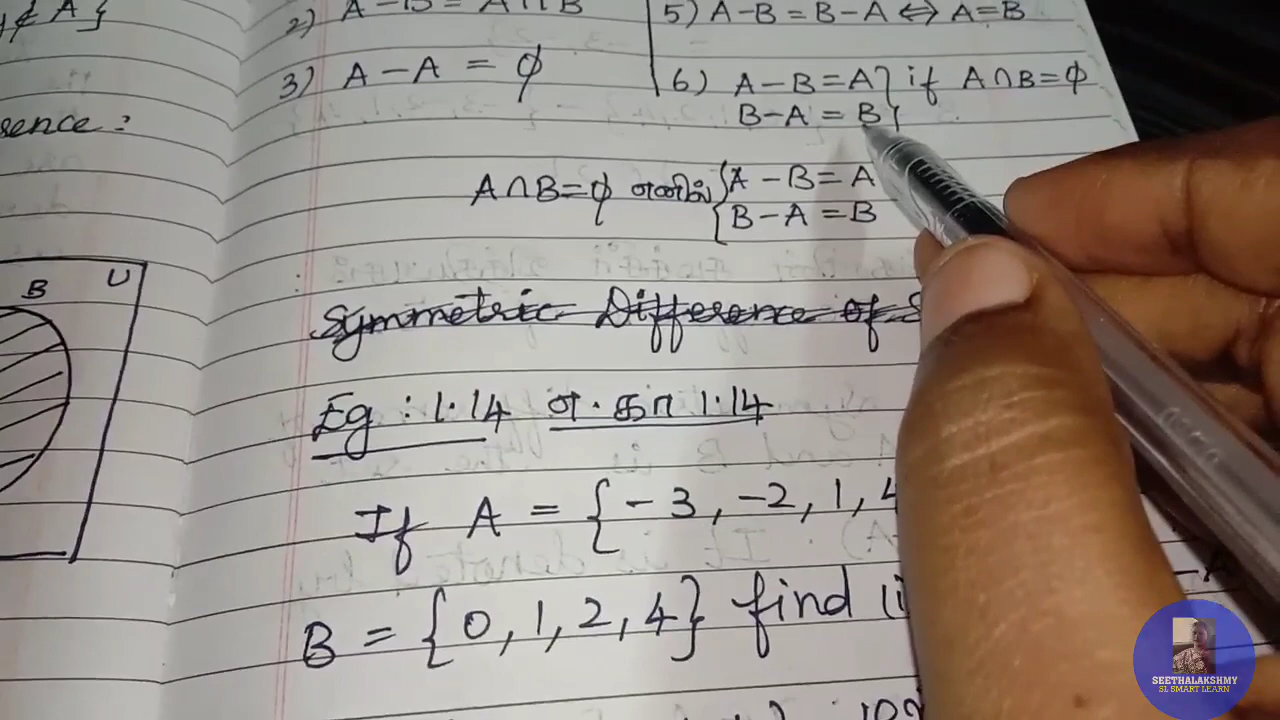 ∉ A }
2) A - B = A ∩ B
3) A - A = φ
5) A-B = B-A ⇔ A=B
6) A-B = A } if A∩B=φ
B-A = B }
A∩B=φ எனில் { A - B = A
{ B - A = B
B U
Symmetric Difference of S
Eg : 1.14 எ. கா 1.14
If A = {-3, -2, 1, 4
B = {0, 1, 2, 4} find (i
SEETHALAKSHMY
SL SMART LEARN